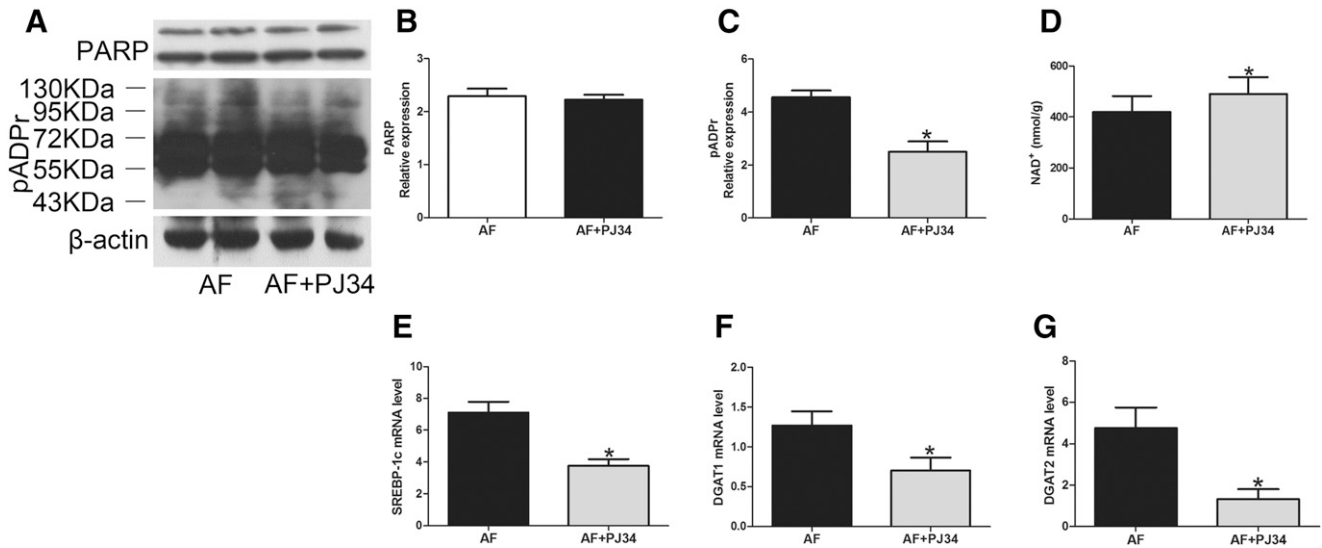 A
PARP
130KDa
95KDa
72KDa
55KDa
43KDa
pADPr
β-actin
AF AF+PJ34
B
PARP
Relative expression
3
2
1
0
AF AF+PJ34
C
pADPr
Relative expression
6
4
2
0
*
AF AF+PJ34
D
NAD+ (nmol/g)
600
400
200
0
*
AF AF+PJ34
E
SREBP-1c mRNA level
10
8
6
4
2
0
*
AF AF+PJ34
F
DGAT1 mRNA level
2.0
1.5
1.0
0.5
0.0
*
AF AF+PJ34
G
DGAT2 mRNA level
8
6
4
2
0
*
AF AF+PJ34